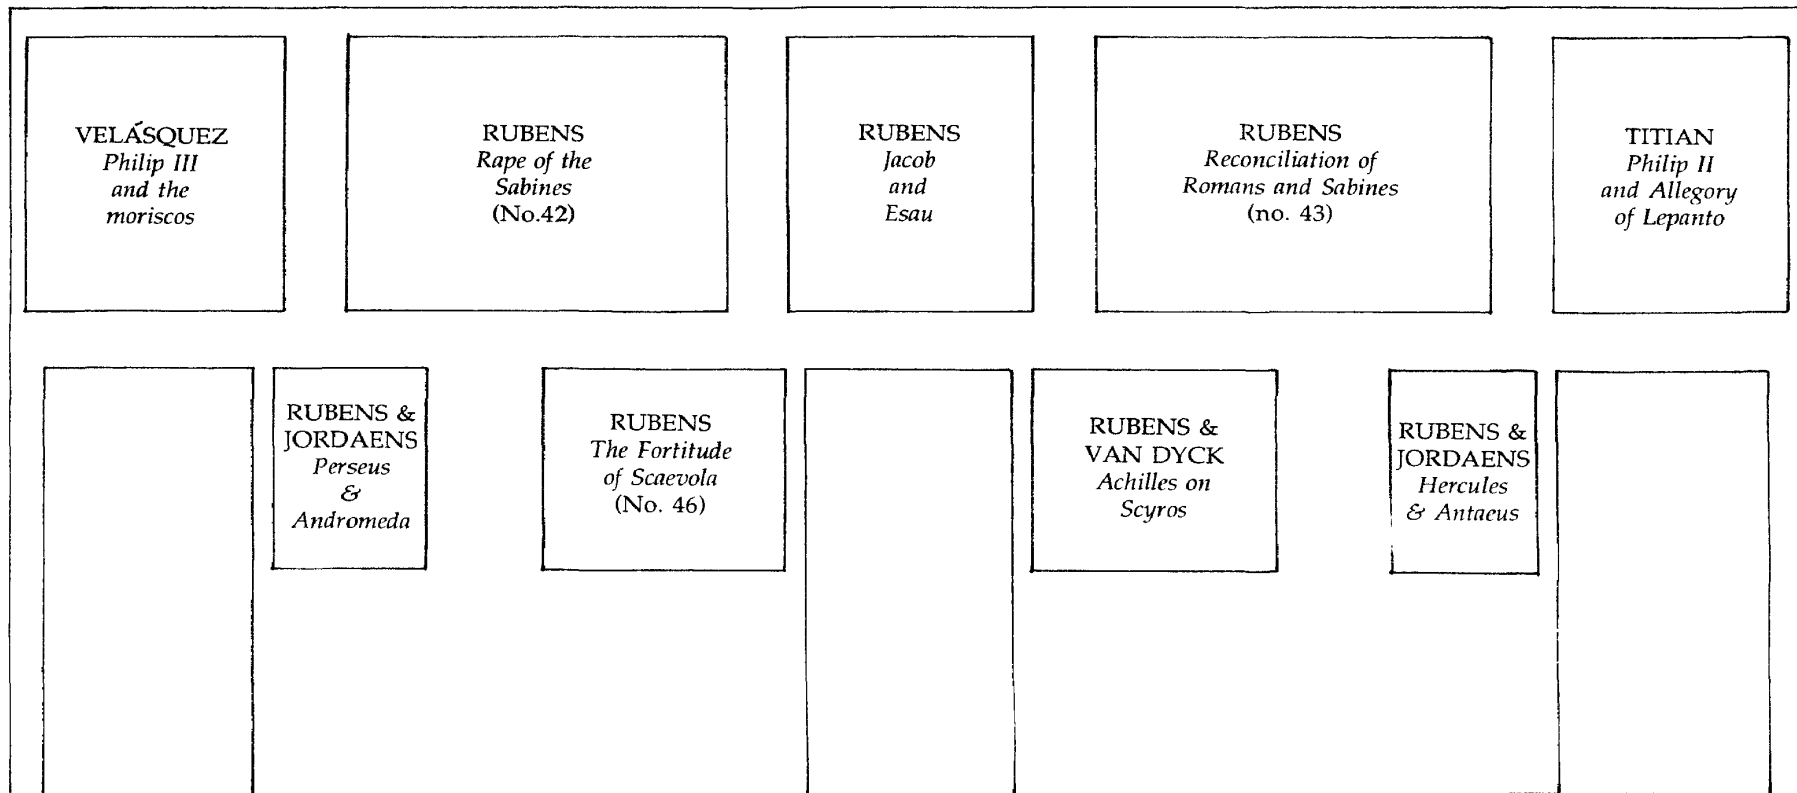 VELÁSQUEZ
Philip III
and the
moriscos
RUBENS
Rape of the
Sabines
(No.42)
RUBENS
Jacob
and
Esau
RUBENS
Reconciliation of
Romans and Sabines
(no. 43)
TITIAN
Philip II
and Allegory
of Lepanto
RUBENS &
JORDAENS
Perseus
&
Andromeda
RUBENS
The Fortitude
of Scaevola
(No. 46)
RUBENS &
VAN DYCK
Achilles on
Scyros
RUBENS &
JORDAENS
Hercules
& Antaeus